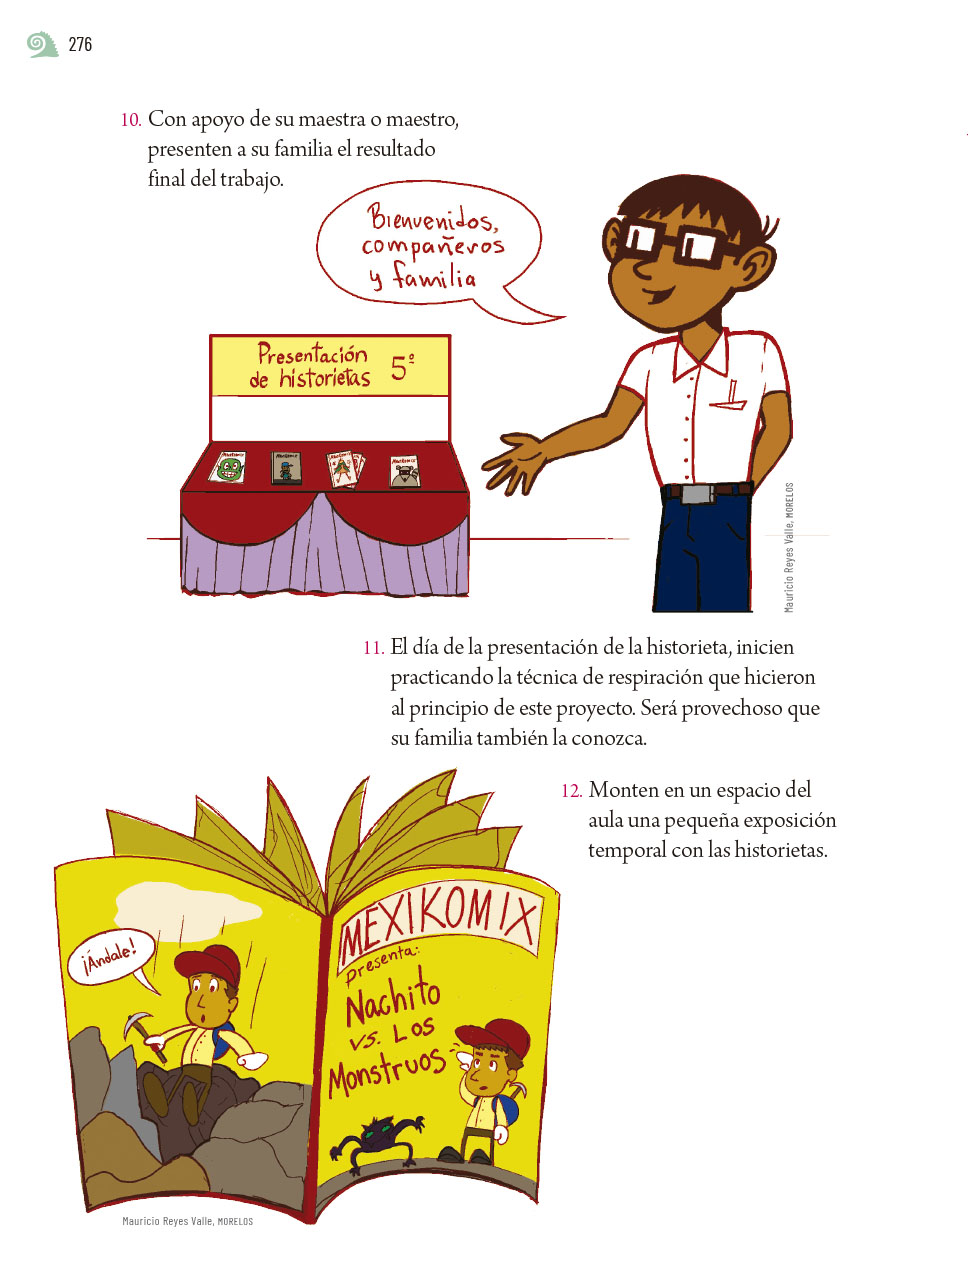 276
10. Con apoyo de su maestra o maestro,
presenten a su familia el resultado
final del trabajo.
Bienvenidos,
compañeros
y familia
Presentación
de historietas 5º
Mauricio Reyes Valle, MORELOS
11. El día de la presentación de la historieta, inicien
practicando la técnica de respiración que hicieron
al principio de este proyecto. Será provechoso que
su familia también la conozca.
12. Monten en un espacio del
aula una pequeña exposición
temporal con las historietas.
¡Ándale!
MEXIKOMIX
presenta:
Nachito
vs. Los
Monstruos
Mauricio Reyes Valle, MORELOS